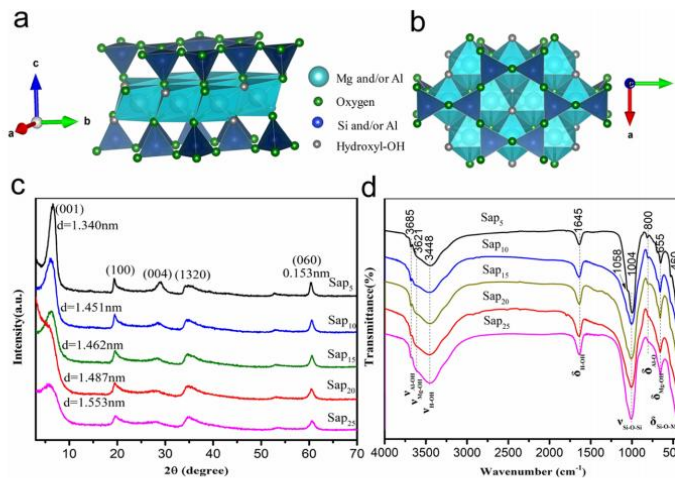 a
b
c
b
a
Mg and/or Al
Oxygen
Si and/or Al
Hydroxyl-OH
a
c
(001)
d=1.340nm
(100)
(004)
(1320)
(060)
0.153nm
Sap5
d=1.451nm
Sap10
d=1.462nm
Sap15
d=1.487nm
Sap20
d=1.553nm
Sap25
Intensity(a.u.)
10 20 30 40 50 60 70
2θ (degree)
d
3685
3621
3448
1645
1058
1004
800
655
Sap5
Sap10
Sap15
Sap20
Sap25
νAl-OH
νMg-OH
νH-OH
δH-OH
νSi-O-Si
δAl-O
δMg-OH
Transmittance(%)
4000 3500 3000 2500 2000 1500 1000 500
Wavenumber (cm-1)